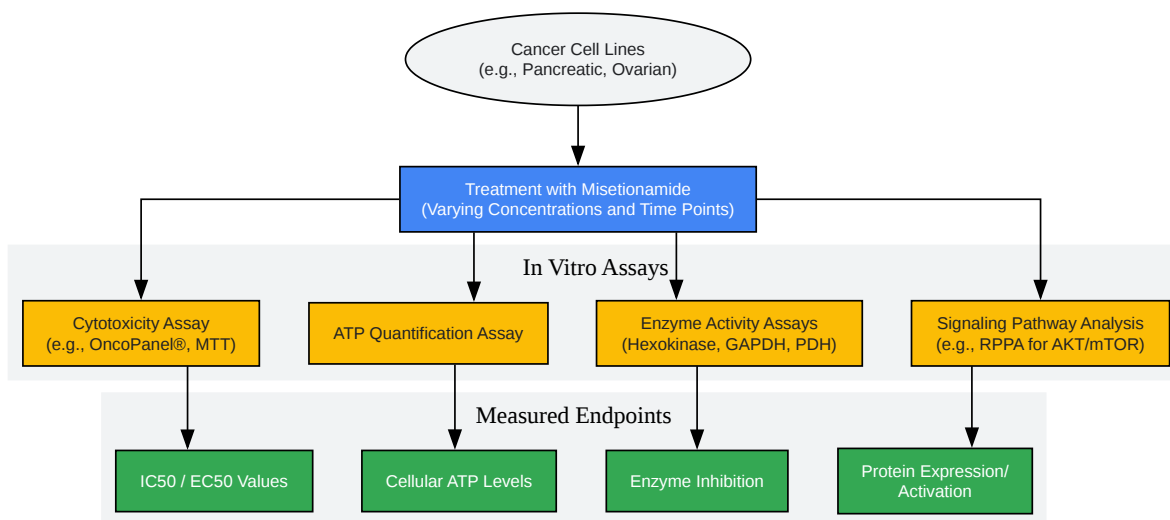 Cancer Cell Lines
(e.g., Pancreatic, Ovarian)
Treatment with Misetionamide
(Varying Concentrations and Time Points)
In Vitro Assays
Cytotoxicity Assay
(e.g., OncoPanel®, MTT)
ATP Quantification Assay
Enzyme Activity Assays
(Hexokinase, GAPDH, PDH)
Signaling Pathway Analysis
(e.g., RPPA for AKT/mTOR)
Measured Endpoints
IC50 / EC50 Values
Cellular ATP Levels
Enzyme Inhibition
Protein Expression/
Activation